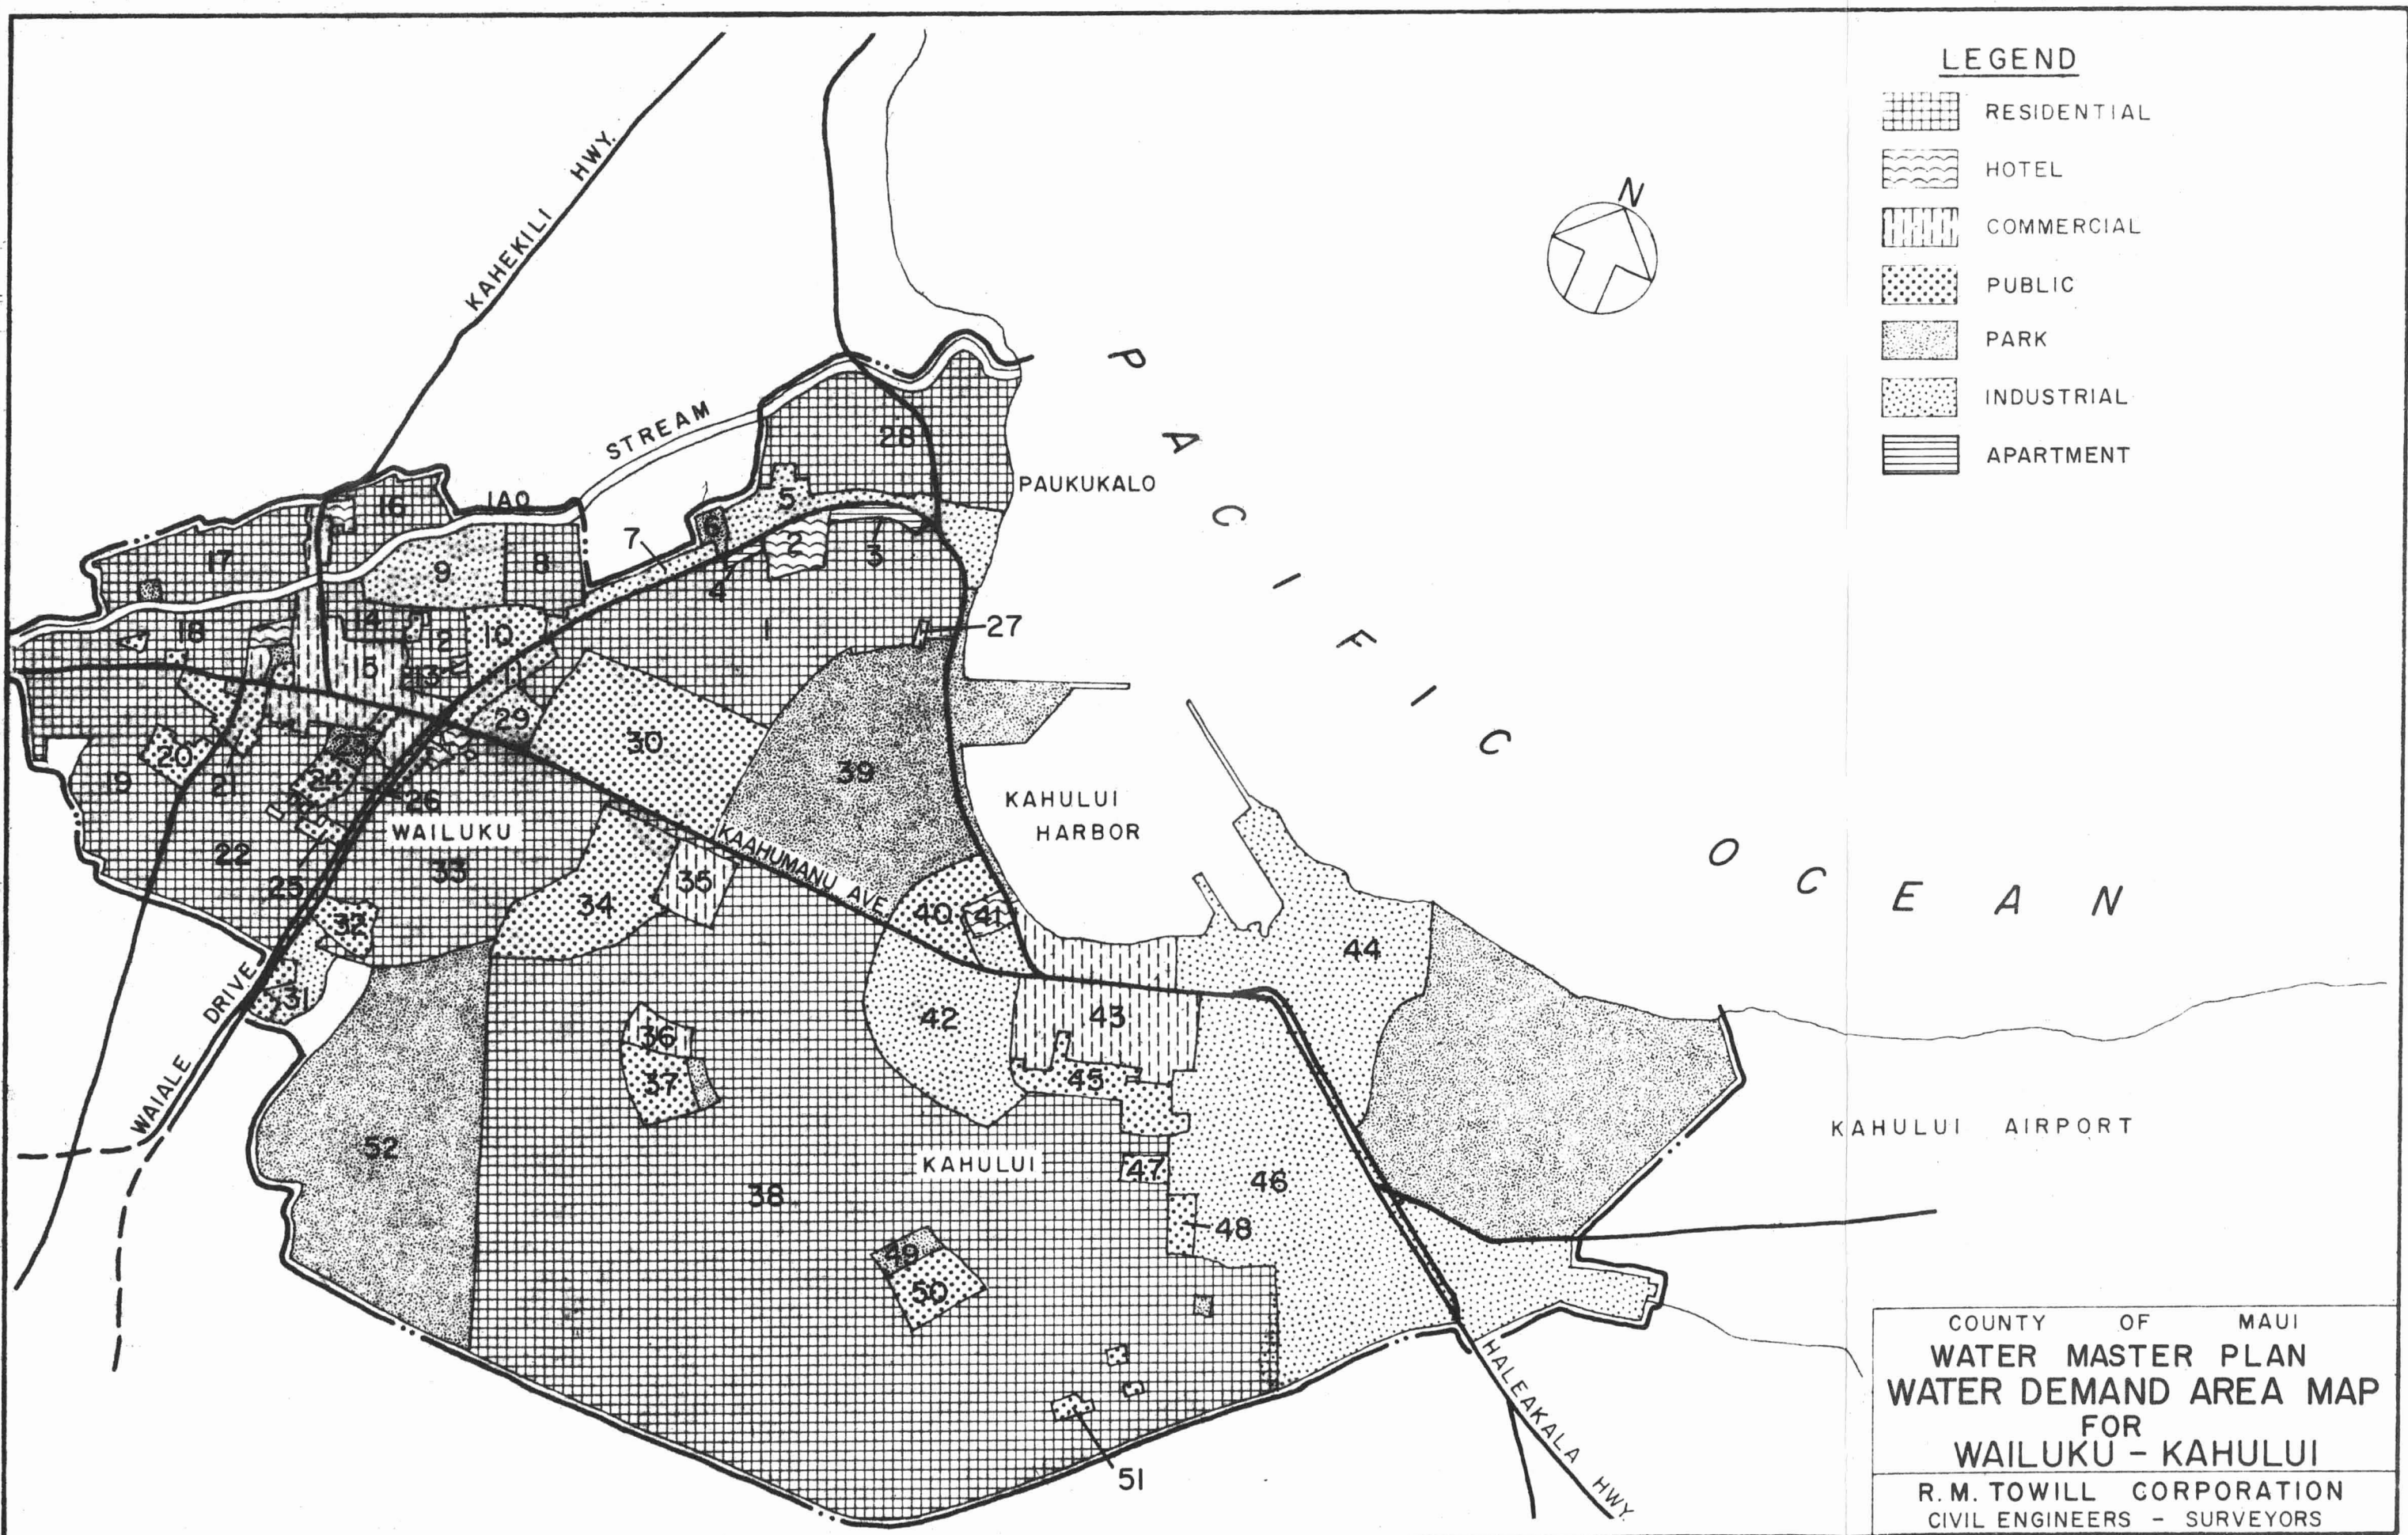 LEGEND
RESIDENTIAL
HOTEL
COMMERCIAL
PUBLIC
PARK
INDUSTRIAL
APARTMENT
N
KAHEKILI HWY.
IAO STREAM
PAUKUKALO
PACIFIC OCEAN
28
16
5
6
7
2
3
4
17
9
8
27
18
14
12
10
1
15
13
29
30
39
23
20
24
19
21
26
WAILUKU
22
33
25
KAHULUI
HARBOR
KAAHUMANU AVE.
35
34
32
40
41
44
31
WAIALE DRIVE
36
42
43
37
45
52
38
KAHULUI
47
46
48
49
50
51
KAHULUI AIRPORT
HALEAKALA HWY.
COUNTY OF MAUI
WATER MASTER PLAN
WATER DEMAND AREA MAP
FOR
WAILUKU - KAHULUI
R. M. TOWILL CORPORATION
CIVIL ENGINEERS - SURVEYORS